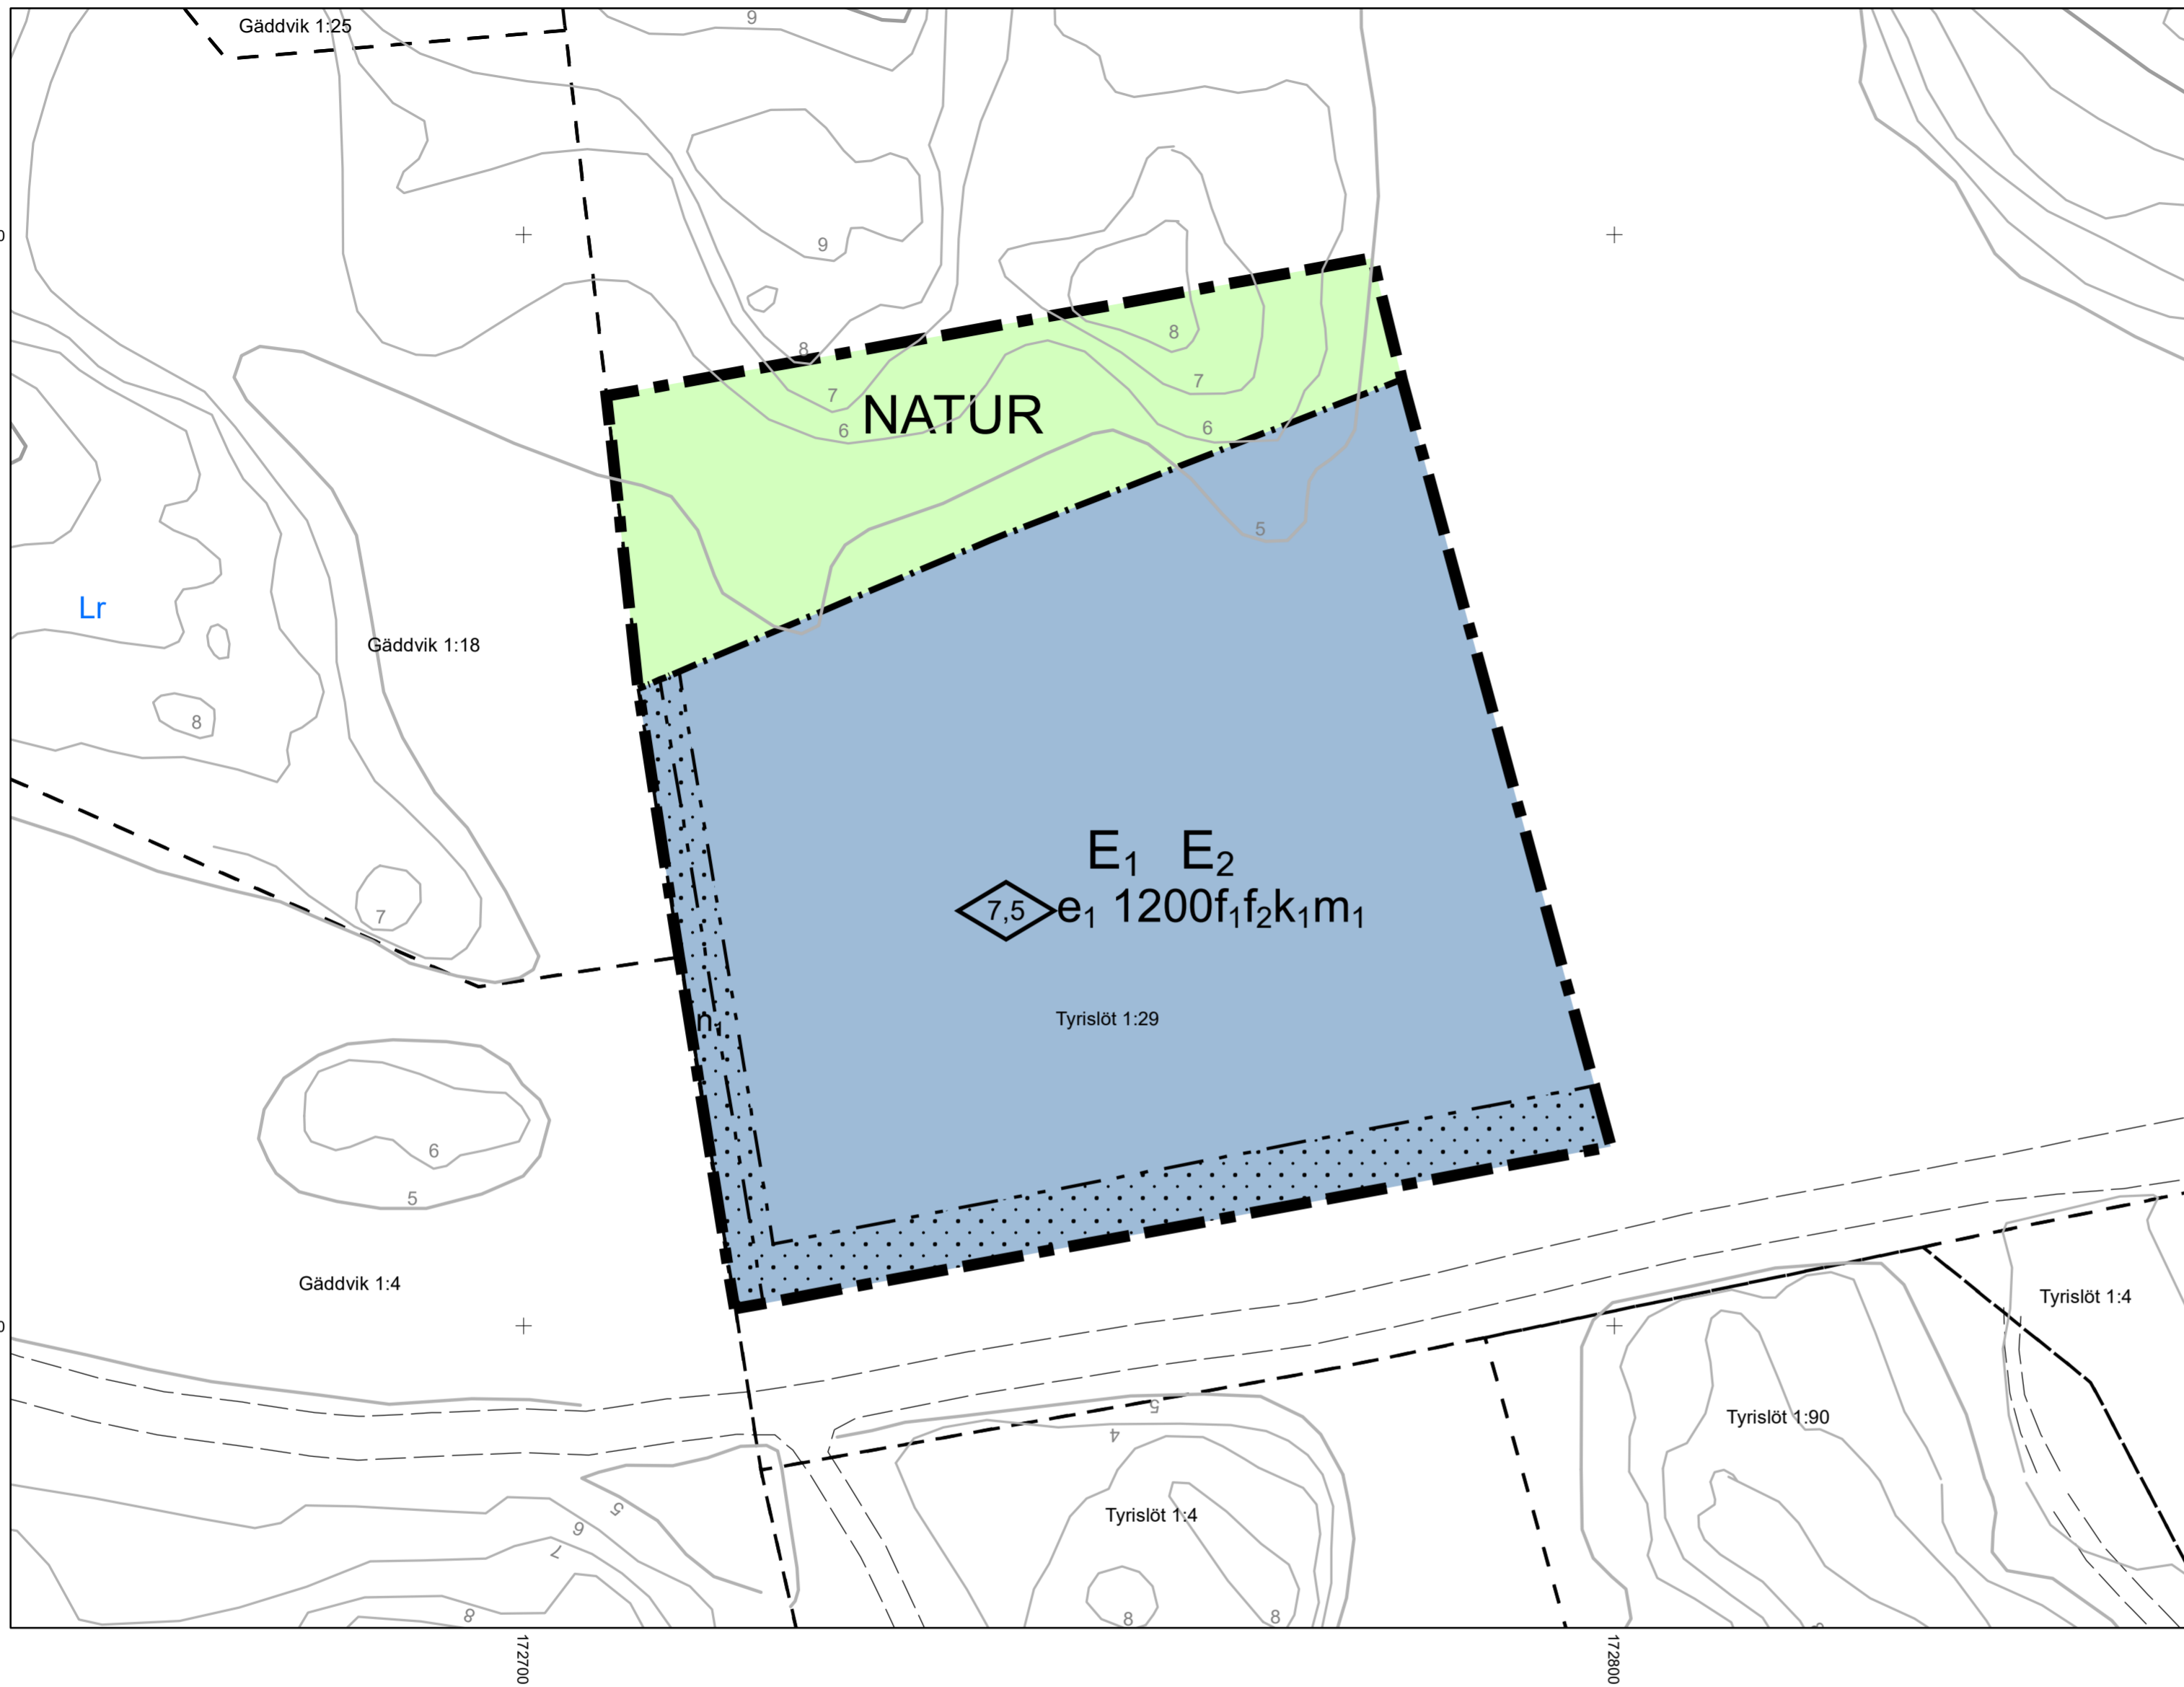 Gäddvik 1:25
9
9
8
8
7
7
NATUR
6
6
5
Lr
Gäddvik 1:18
8
E₁ E₂
7,5 e₁ 1200f₁f₂k₁m₁
7
n₁
Tyrislöt 1:29
6
5
Gäddvik 1:4
Tyrislöt 1:4
5
4
Tyrislöt 1:90
5
6
7
Tyrislöt 1:4
8
8
8
172700
172800